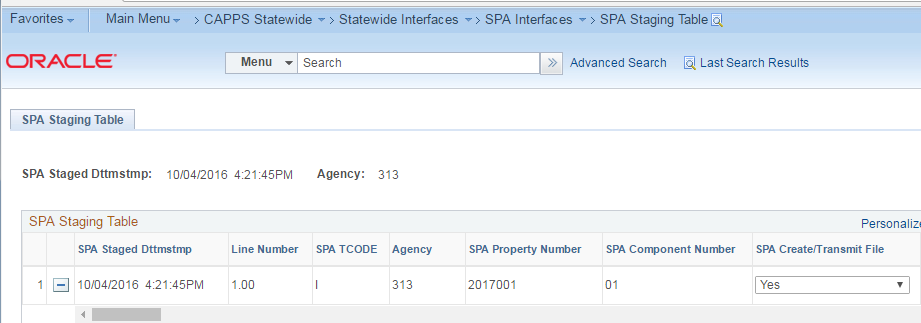 Favorites Main Menu > CAPPS Statewide > Statewide Interfaces > SPA Interfaces > SPA Staging Table
ORACLE Menu Search Advanced Search Last Search Results
SPA Staging Table
SPA Staged Dttmstmp: 10/04/2016 4:21:45PM Agency: 313
SPA Staging Table
Personalize
SPA Staged Dttmstmp Line Number SPA TCODE Agency SPA Property Number SPA Component Number SPA Create/Transmit File
1 10/04/2016 4:21:45PM 1.00 I 313 2017001 01 Yes